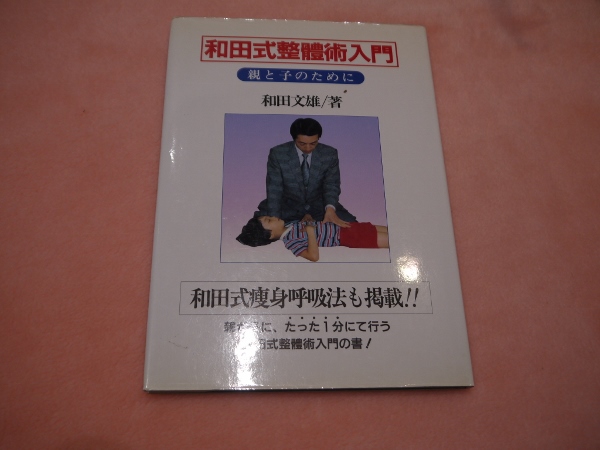 和田式整體術入門
親と子のために
和田文雄/著
和田式痩身呼吸法も掲載!!
に、たった1分にて行う
田式整體術入門の書!